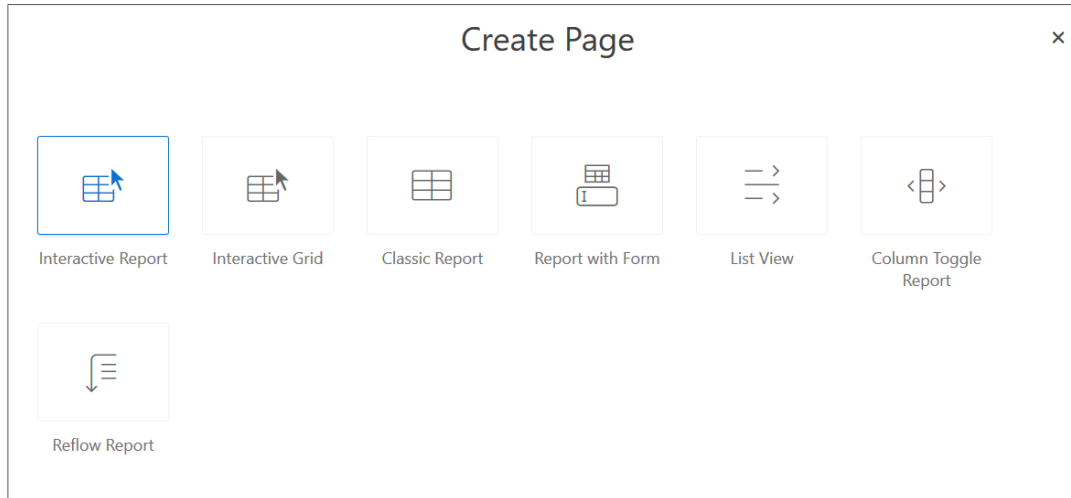 Create Page
×
Interactive Report
Interactive Grid
Classic Report
Report with Form
List View
Column Toggle
Report
Reflow Report